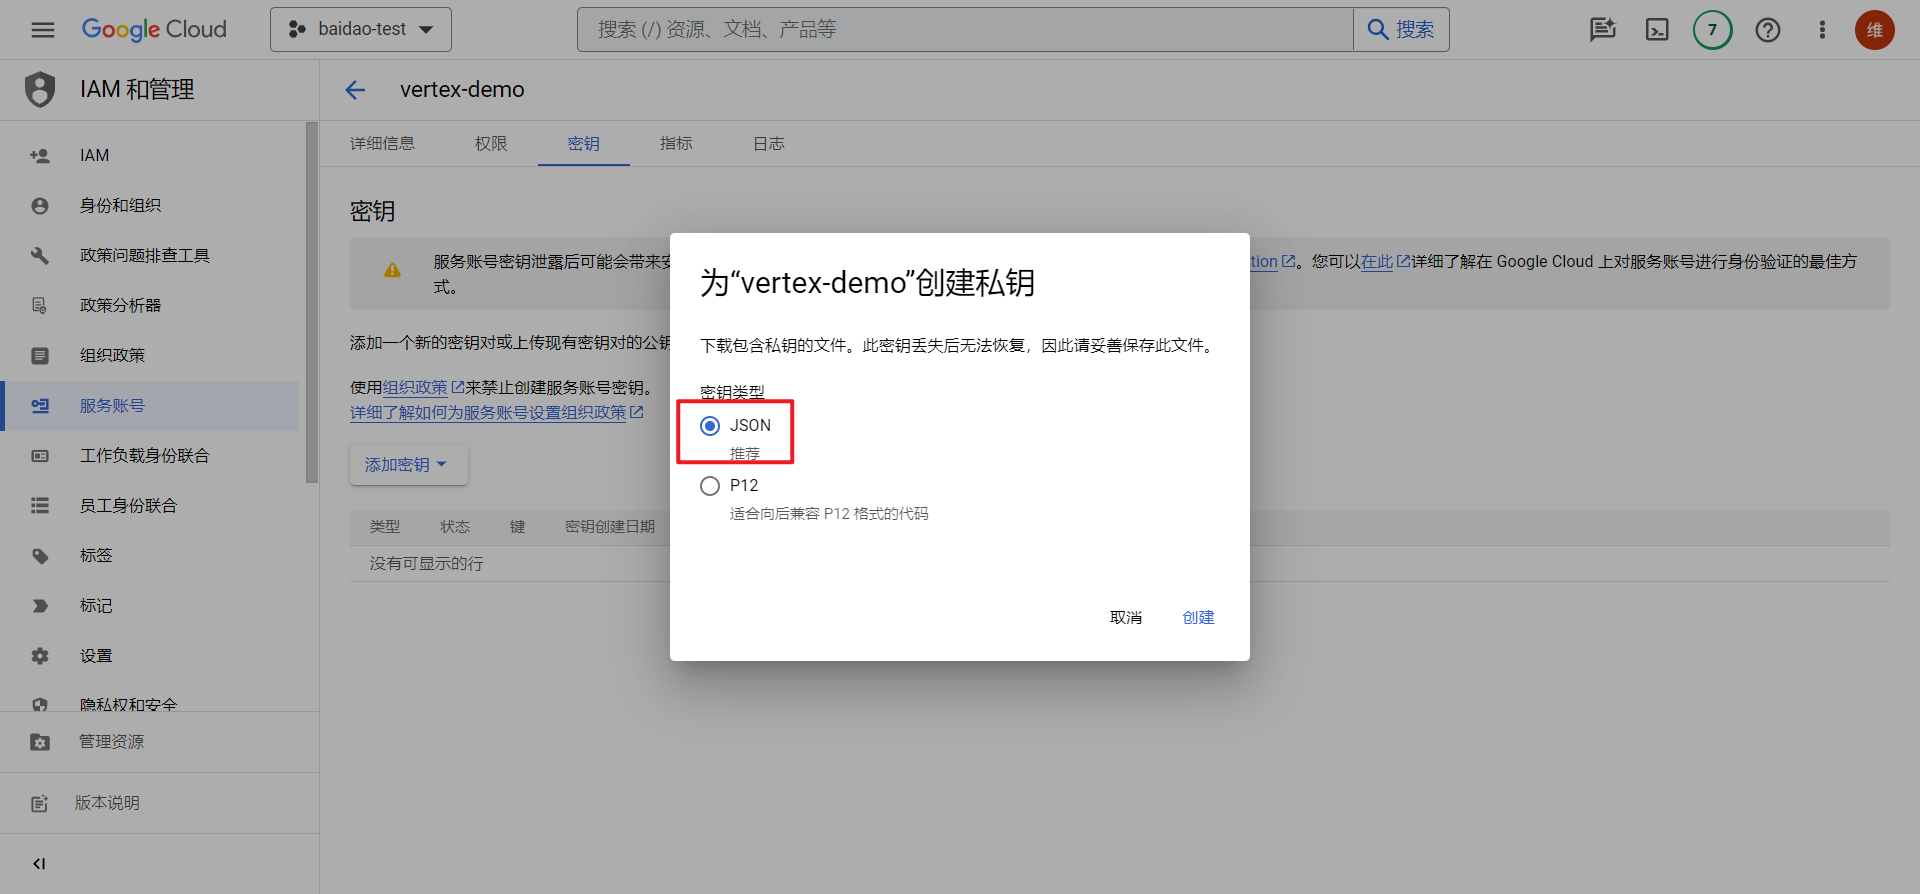 Google Cloud
baidao-test
搜索 (/) 资源、文档、产品等
搜索
7
维
IAM 和管理
IAM
身份和组织
政策问题排查工具
政策分析器
组织政策
服务账号
工作负载身份联合
员工身份联合
标签
标记
设置
隐私权和安全
管理资源
版本说明
vertex-demo
详细信息 权限 密钥 指标 日志
密钥
服务账号密钥泄露后可能会带来安
tion。您可以在此详细了解在 Google Cloud 上对服务账号进行身份验证的最佳方
式。
添加一个新的密钥对或上传现有密钥对的公钥
使用组织政策来禁止创建服务账号密钥。
详细了解如何为服务账号设置组织政策
添加密钥
类型 状态 键 密钥创建日期
没有可显示的行
为“vertex-demo”创建私钥
下载包含私钥的文件。此密钥丢失后无法恢复，因此请妥善保存此文件。
密钥类型
JSON
推荐
P12
适合向后兼容 P12 格式的代码
取消 创建